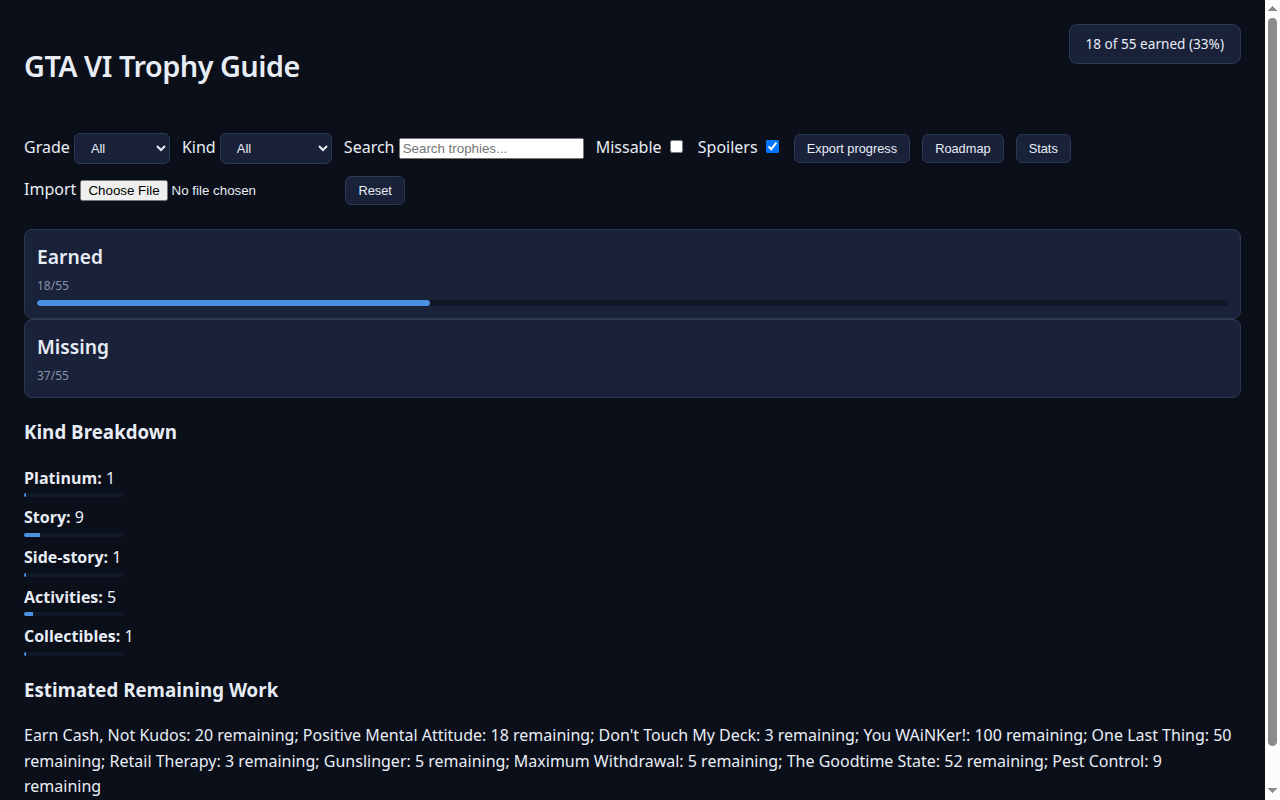 18 of 55 earned (33%)
GTA VI Trophy Guide
Grade All Kind All Search Search trophies... Missable Spoilers Export progress Roadmap Stats
Import Choose File No file chosen Reset
Earned
18/55
Missing
37/55
Kind Breakdown
Platinum: 1
Story: 9
Side-story: 1
Activities: 5
Collectibles: 1
Estimated Remaining Work
Earn Cash, Not Kudos: 20 remaining; Positive Mental Attitude: 18 remaining; Don't Touch My Deck: 3 remaining; You WAiNKer!: 100 remaining; One Last Thing: 50
remaining; Retail Therapy: 3 remaining; Gunslinger: 5 remaining; Maximum Withdrawal: 5 remaining; The Goodtime State: 52 remaining; Pest Control: 9
remaining